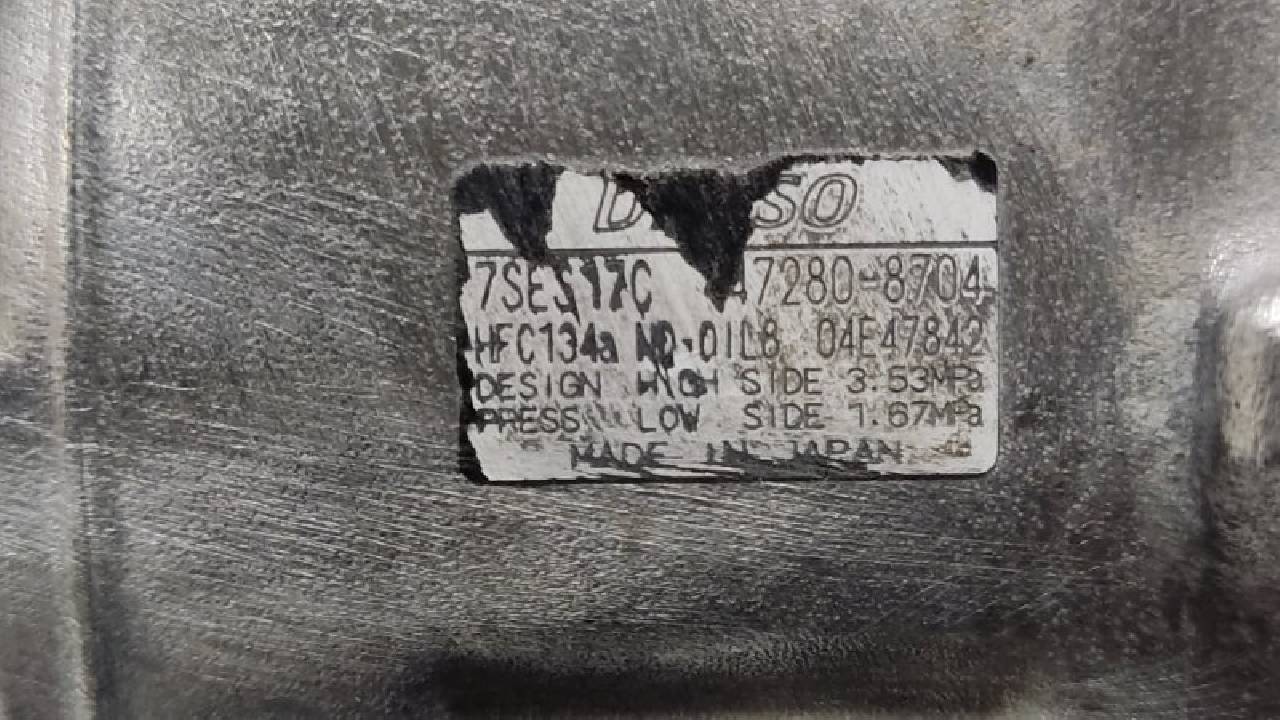 7SES17C 47280-8704
HFC134a ND-OIL8 04E47842
DESIGN HIGH SIDE 3.53MPa
PRESS LOW SIDE 1.67MPa
MADE IN JAPAN